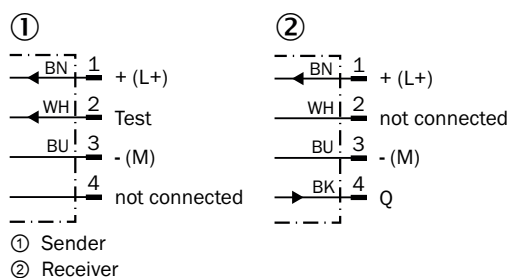 ① ②
BN 1 + (L+) BN 1 + (L+)
WH 2 Test WH 2 not connected
BU 3 - (M) BU 3 - (M)
4 not connected BK 4 Q
① Sender
② Receiver